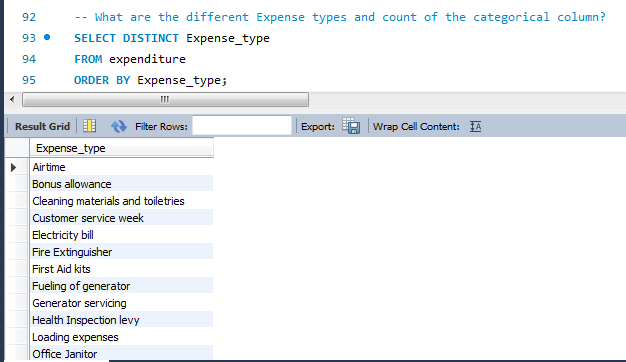 92 -- What are the different Expense types and count of the categorical column?
93 SELECT DISTINCT Expense_type
94 FROM expenditure
95 ORDER BY Expense_type;
Result Grid Filter Rows: Export: Wrap Cell Content:
Expense_type
Airtime
Bonus allowance
Cleaning materials and toiletries
Customer service week
Electricity bill
Fire Extinguisher
First Aid kits
Fueling of generator
Generator servicing
Health Inspection levy
Loading expenses
Office Janitor